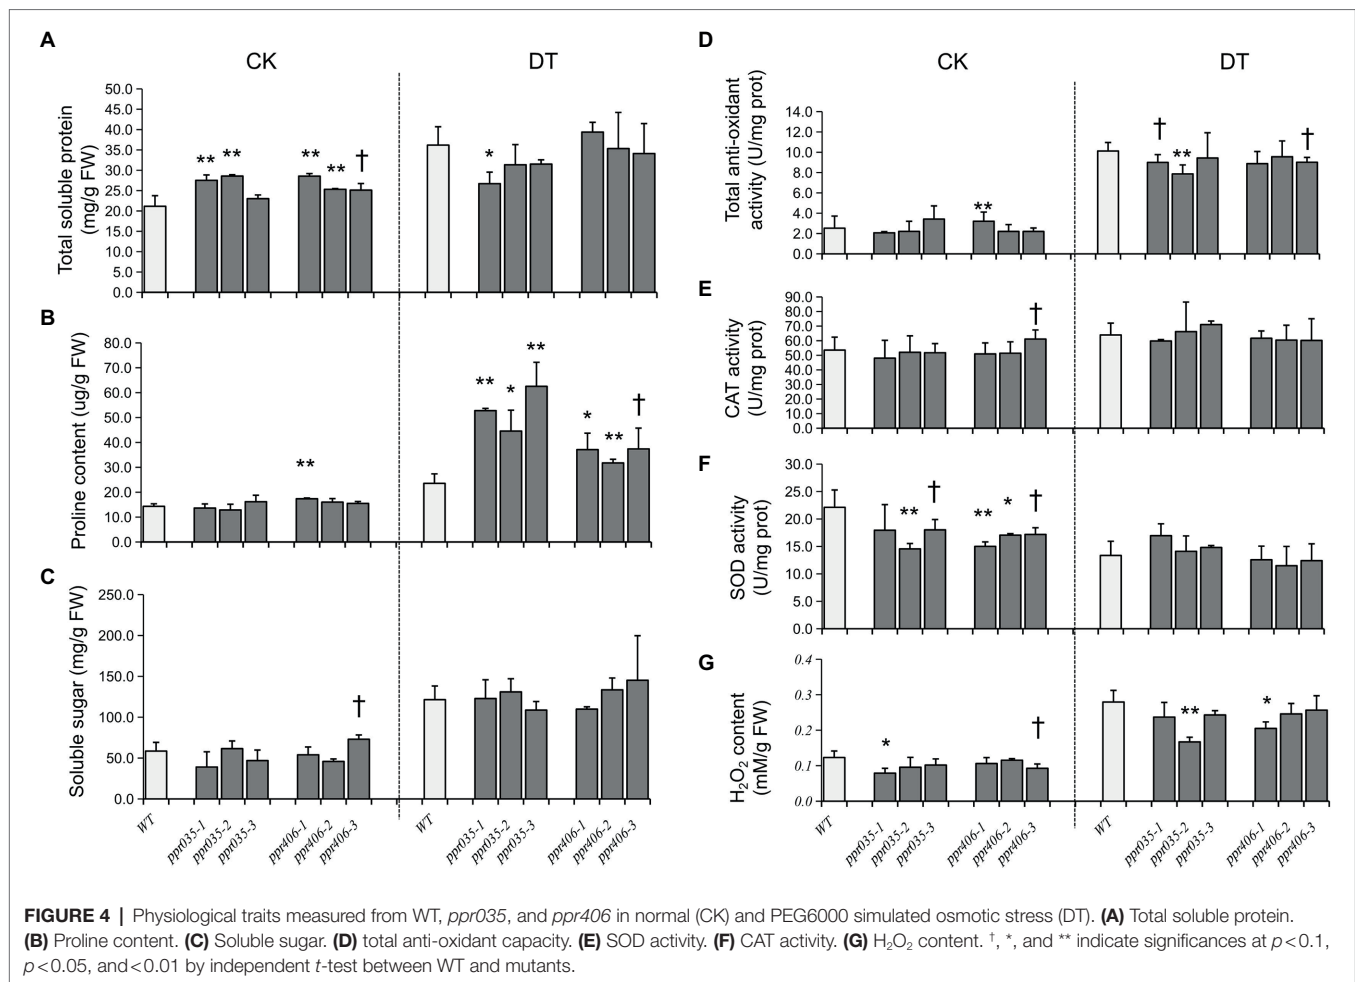 A
CK
DT
Total soluble protein
(mg/g FW)
50.0
45.0
40.0
35.0
30.0
25.0
20.0
15.0
10.0
5.0
0.0
** ** ** ** †
*
B
Proline content (ug/g FW)
80.0
70.0
60.0
50.0
40.0
30.0
20.0
10.0
0.0
**
** * ** * ** †
C
Soluble sugar (mg/g FW)
250.0
200.0
150.0
100.0
50.0
0.0
†
WT ppr035-1 ppr035-2 ppr035-3 ppr406-1 ppr406-2 ppr406-3
WT ppr035-1 ppr035-2 ppr035-3 ppr406-1 ppr406-2 ppr406-3
D
CK
DT
Total anti-oxidant
activity (U/mg prot)
14.0
12.0
10.0
8.0
6.0
4.0
2.0
0.0
**
† ** †
E
CAT activity
(U/mg prot)
90.0
80.0
70.0
60.0
50.0
40.0
30.0
20.0
10.0
0.0
†
F
SOD activity
(U/mg prot)
30.0
25.0
20.0
15.0
10.0
5.0
0.0
** † ** * †
G
H₂O₂ content
(mM/g FW)
0.4
0.3
0.2
0.1
0.0
* †
** *
WT ppr035-1 ppr035-2 ppr035-3 ppr406-1 ppr406-2 ppr406-3
WT ppr035-1 ppr035-2 ppr035-3 ppr406-1 ppr406-2 ppr406-3
FIGURE 4 | Physiological traits measured from WT, ppr035, and ppr406 in normal (CK) and PEG6000 simulated osmotic stress (DT). (A) Total soluble protein.
(B) Proline content. (C) Soluble sugar. (D) total anti-oxidant capacity. (E) SOD activity. (F) CAT activity. (G) H₂O₂ content. †, *, and ** indicate significances at p<0.1,
p<0.05, and<0.01 by independent t-test between WT and mutants.